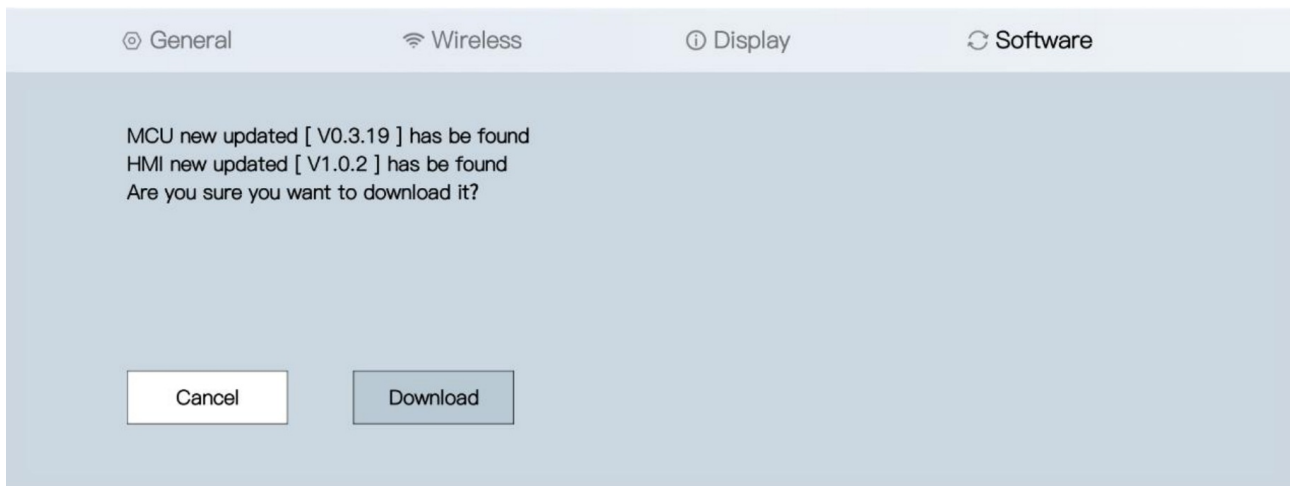 General Wireless Display Software
MCU new updated [ V0.3.19 ] has be found
HMI new updated [ V1.0.2 ] has be found
Are you sure you want to download it?
Cancel Download